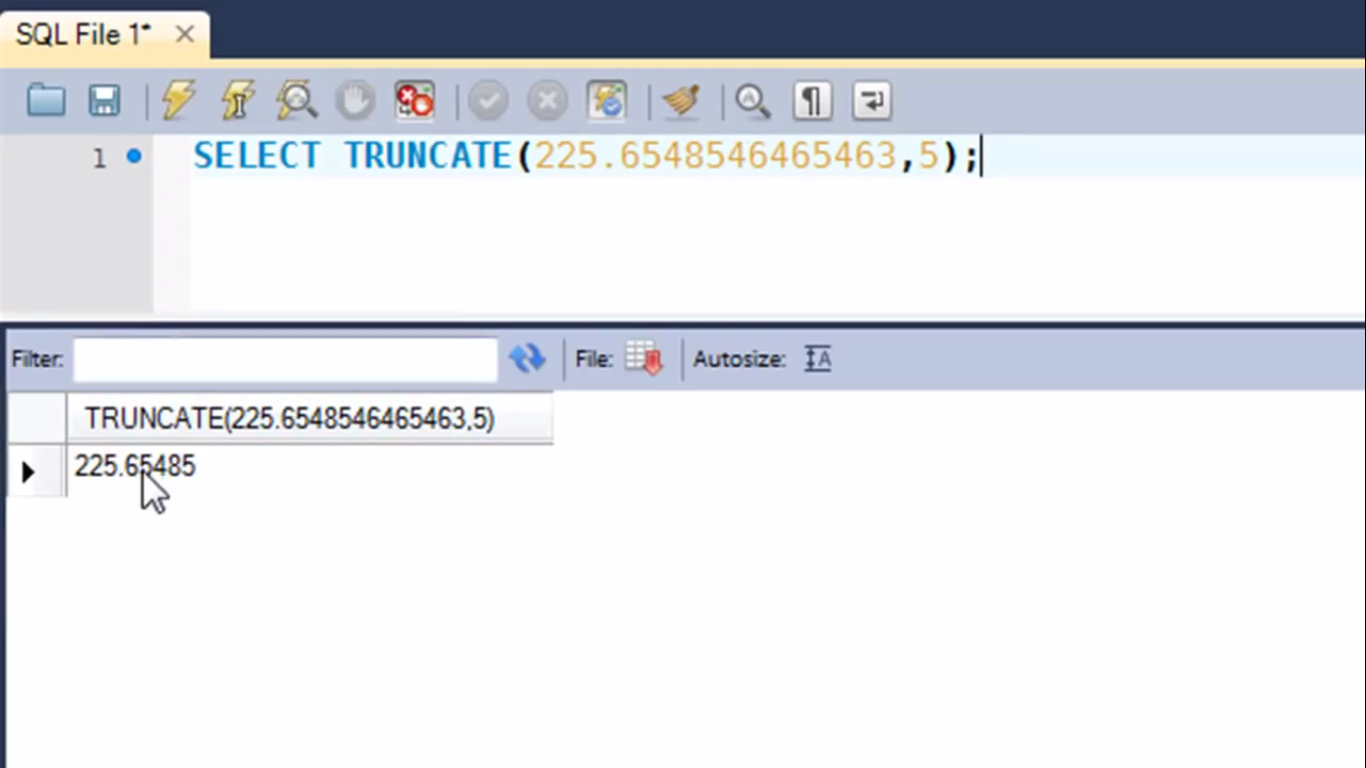 SQL File 1*
1 SELECT TRUNCATE(225.6548546465463,5);
Filter: File: Autosize:
TRUNCATE(225.6548546465463,5)
225.65485